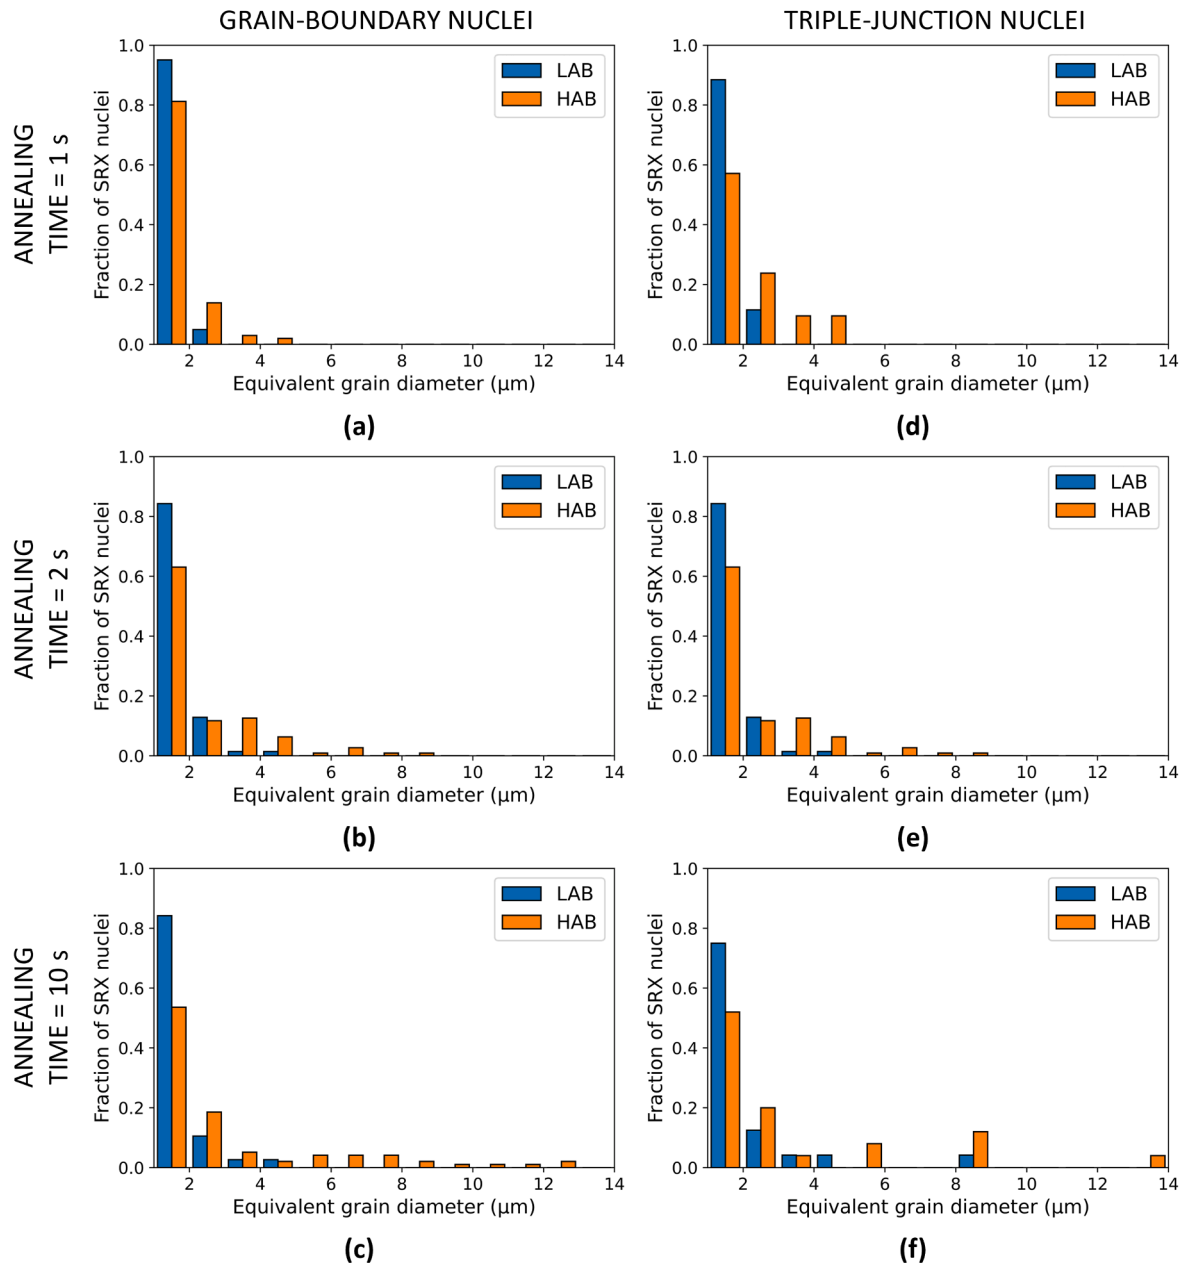 GRAIN-BOUNDARY NUCLEI
TRIPLE-JUNCTION NUCLEI
ANNEALING
TIME = 1 s
Fraction of SRX nuclei
1.0
0.8
0.6
0.4
0.2
0.0
LAB
HAB
2 4 6 8 10 12 14
Equivalent grain diameter (μm)
(a)
Fraction of SRX nuclei
1.0
0.8
0.6
0.4
0.2
0.0
LAB
HAB
2 4 6 8 10 12 14
Equivalent grain diameter (μm)
(d)
ANNEALING
TIME = 2 s
Fraction of SRX nuclei
1.0
0.8
0.6
0.4
0.2
0.0
LAB
HAB
2 4 6 8 10 12 14
Equivalent grain diameter (μm)
(b)
Fraction of SRX nuclei
1.0
0.8
0.6
0.4
0.2
0.0
LAB
HAB
2 4 6 8 10 12 14
Equivalent grain diameter (μm)
(e)
ANNEALING
TIME = 10 s
Fraction of SRX nuclei
1.0
0.8
0.6
0.4
0.2
0.0
LAB
HAB
2 4 6 8 10 12 14
Equivalent grain diameter (μm)
(c)
Fraction of SRX nuclei
1.0
0.8
0.6
0.4
0.2
0.0
LAB
HAB
2 4 6 8 10 12 14
Equivalent grain diameter (μm)
(f)